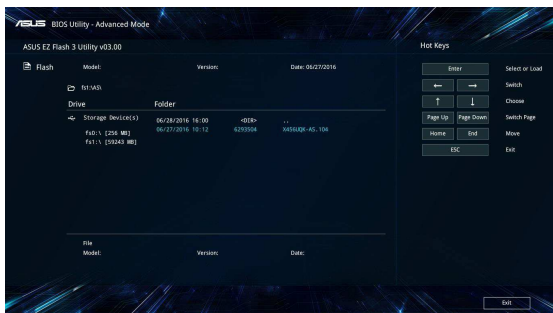 ASUS BIOS Utility - Advanced Mode
ASUS EZ Flash 3 Utility v03.00
Hot Keys
Flash
Model: Version: Date: 06/27/2016
fs1:\AS\
Drive Folder
Storage Device(s)
fs0:\ [256 MB]
fs1:\ [59243 MB]
06/28/2016 16:00 <DIR> ..
06/27/2016 10:12 6293504 X456UQK-AS.104
File
Model: Version: Date:
Enter Select or Load
← → Switch
↑ ↓ Choose
Page Up Page Down Switch Page
Home End Move
ESC Exit
Exit